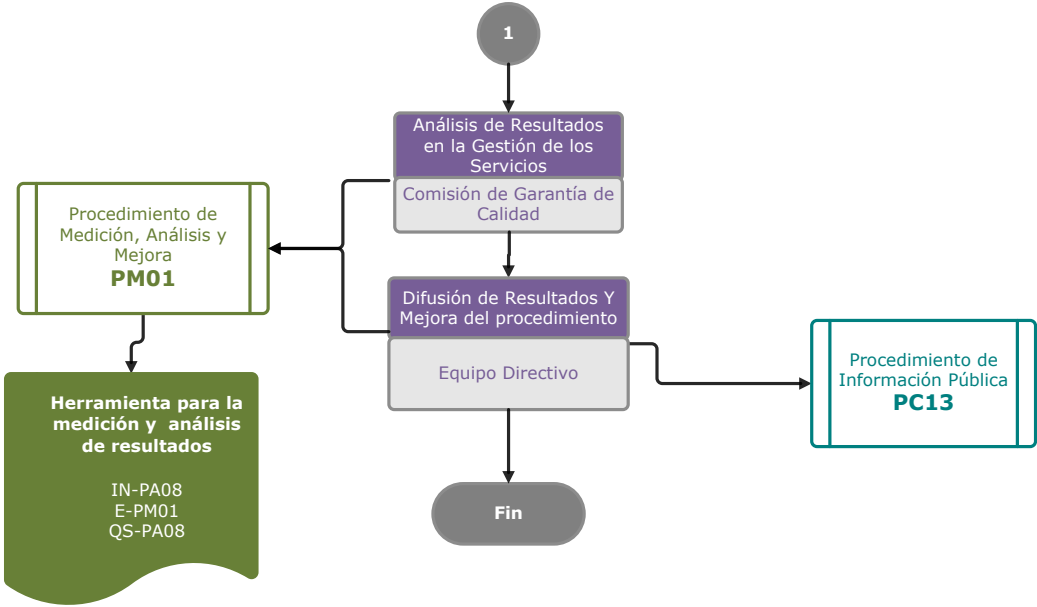 1
Análisis de Resultados
en la Gestión de los
Servicios
Comisión de Garantía de
Calidad
Procedimiento de
Medición, Análisis y
Mejora
PM01
Difusión de Resultados Y
Mejora del procedimiento
Equipo Directivo
Procedimiento de
Información Pública
PC13
Herramienta para la
medición y  análisis
de resultados
IN-PA08
E-PM01
QS-PA08
Fin